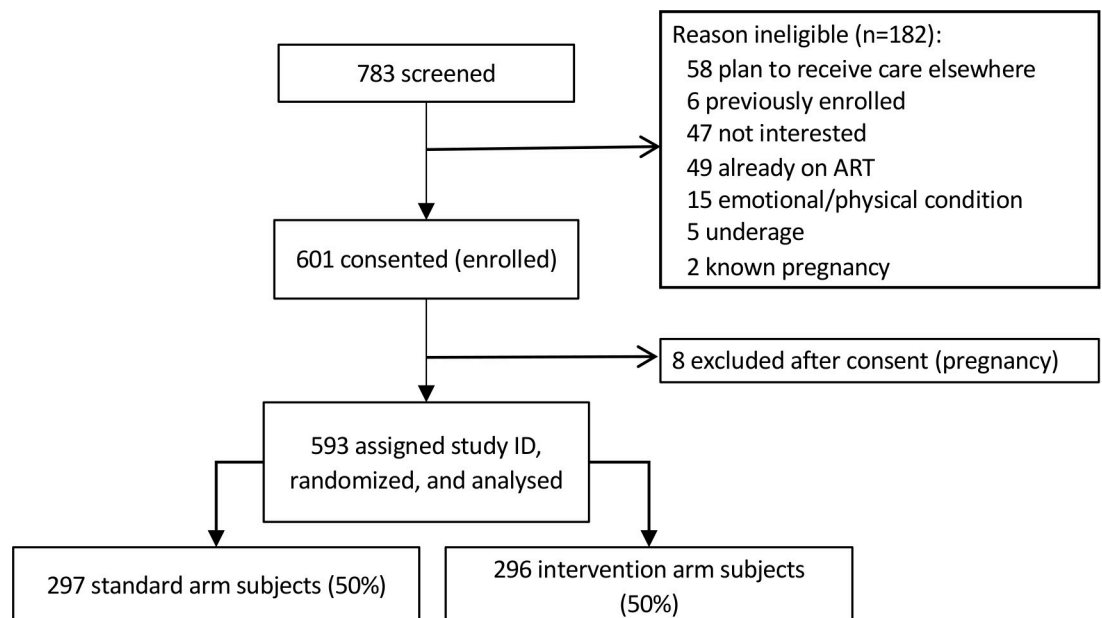 783 screened
Reason ineligible (n=182):
58 plan to receive care elsewhere
6 previously enrolled
47 not interested
49 already on ART
15 emotional/physical condition
5 underage
2 known pregnancy
601 consented (enrolled)
8 excluded after consent (pregnancy)
593 assigned study ID,
randomized, and analysed
297 standard arm subjects (50%)
296 intervention arm subjects
(50%)